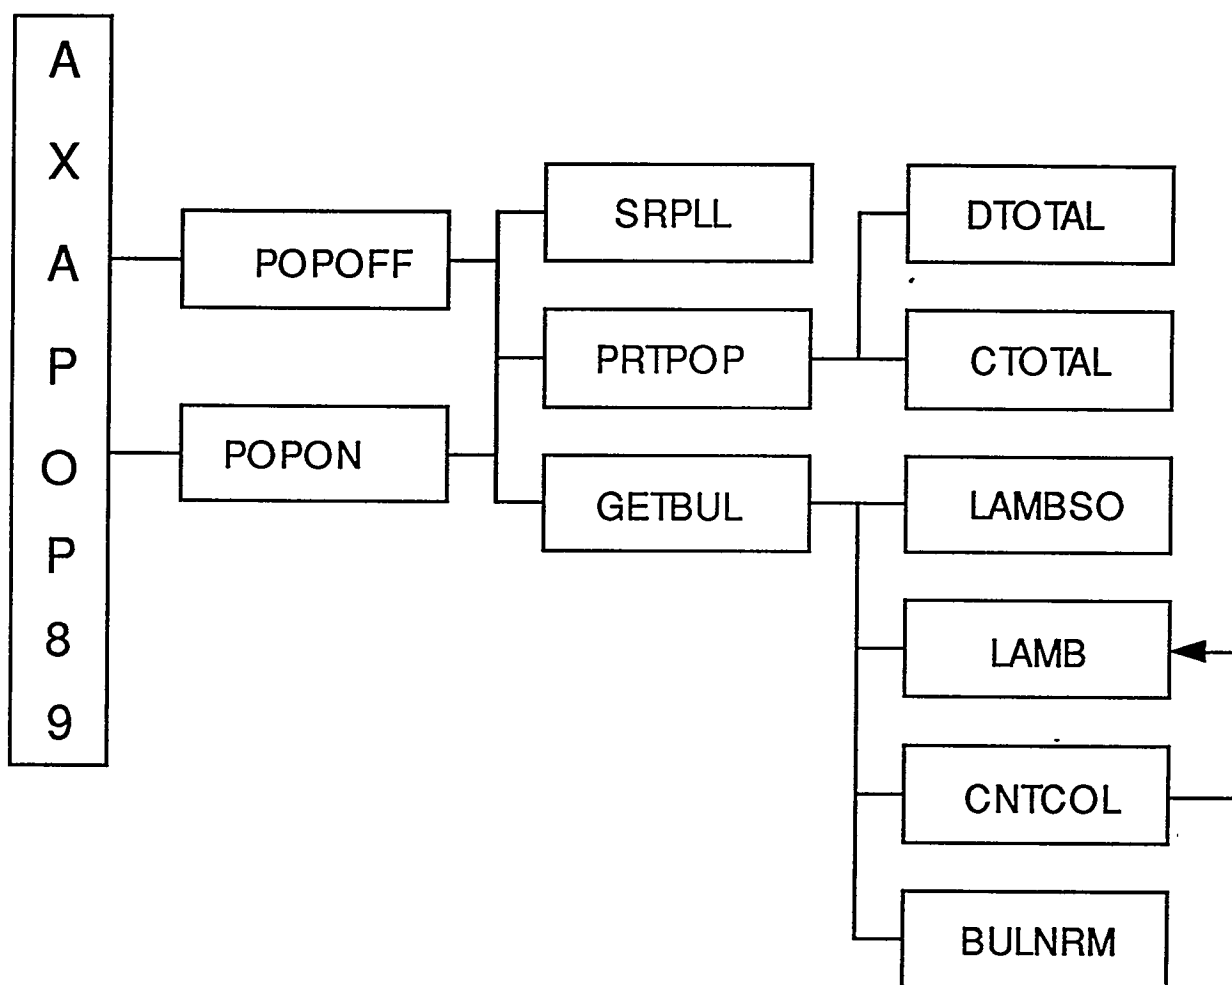 A
X
A
P
O
P
8
9
POPOFF
POPON
SRPLL
PRTPOP
GETBUL
DTOTAL
CTOTAL
LAMBSO
LAMB
CNTCOL
BULNRM